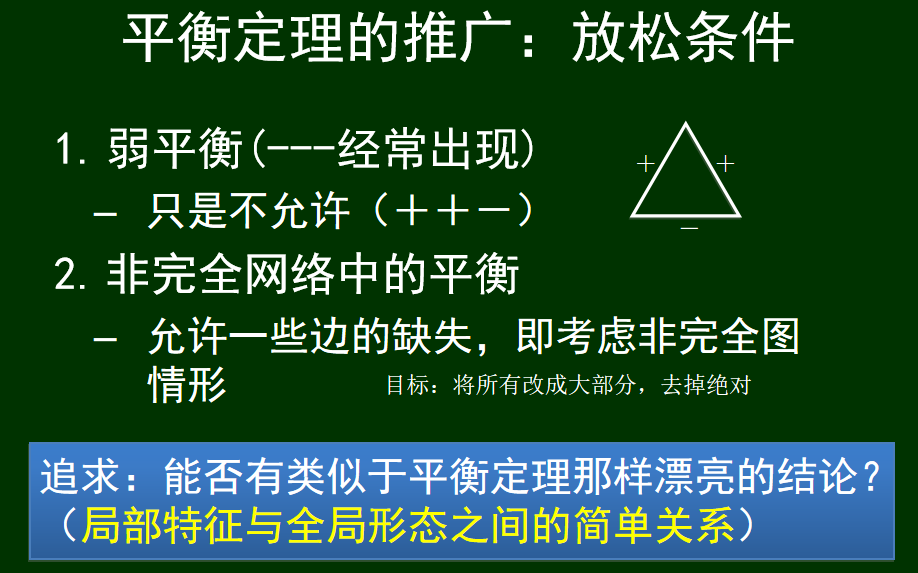 平衡定理的推广：放松条件
1. 弱平衡(---经常出现)
– 只是不允许（＋＋－）
＋ ＋
－
2. 非完全网络中的平衡
– 允许一些边的缺失，即考虑非完全图
情形
目标：将所有改成大部分，去掉绝对
追求：能否有类似于平衡定理那样漂亮的结论？
（局部特征与全局形态之间的简单关系）